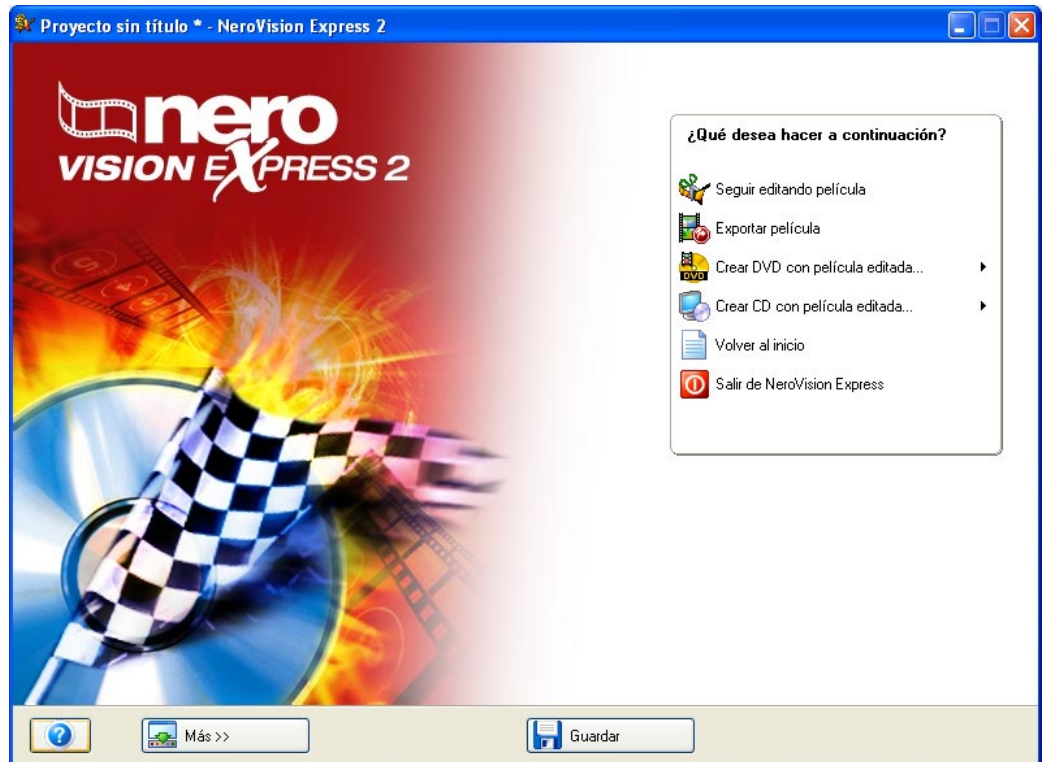 Proyecto sin título * - NeroVision Express 2
nero
VISION EXPRESS 2
¿Qué desea hacer a continuación?
Seguir editando película
Exportar película
DVD
Crear DVD con película editada...
Crear CD con película editada...
Volver al inicio
Salir de NeroVision Express
?
Más >>
Guardar